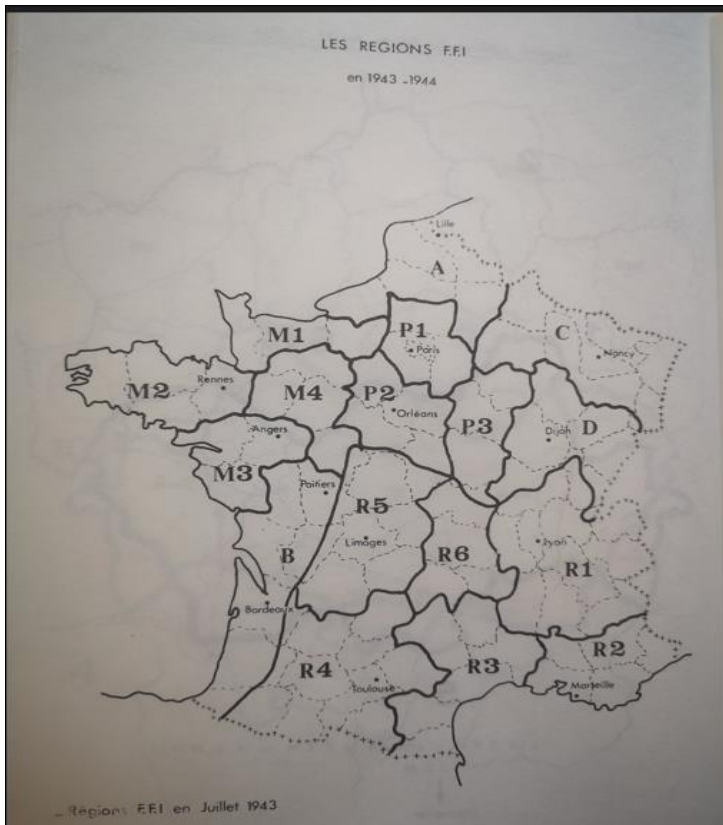 LES REGIONS F.F.I
en 1943 -1944
Lille
A
M1
P1
Paris
C
Nancy
M2
Rennes
M4
P2
Orléans
P3
Dijon
D
Angers
M3
Poitiers
R5
Limoges
R6
Lyon
R1
B
Bordeaux
R4
Toulouse
R3
R2
Marseille
- Régions F.F.I en Juillet 1943